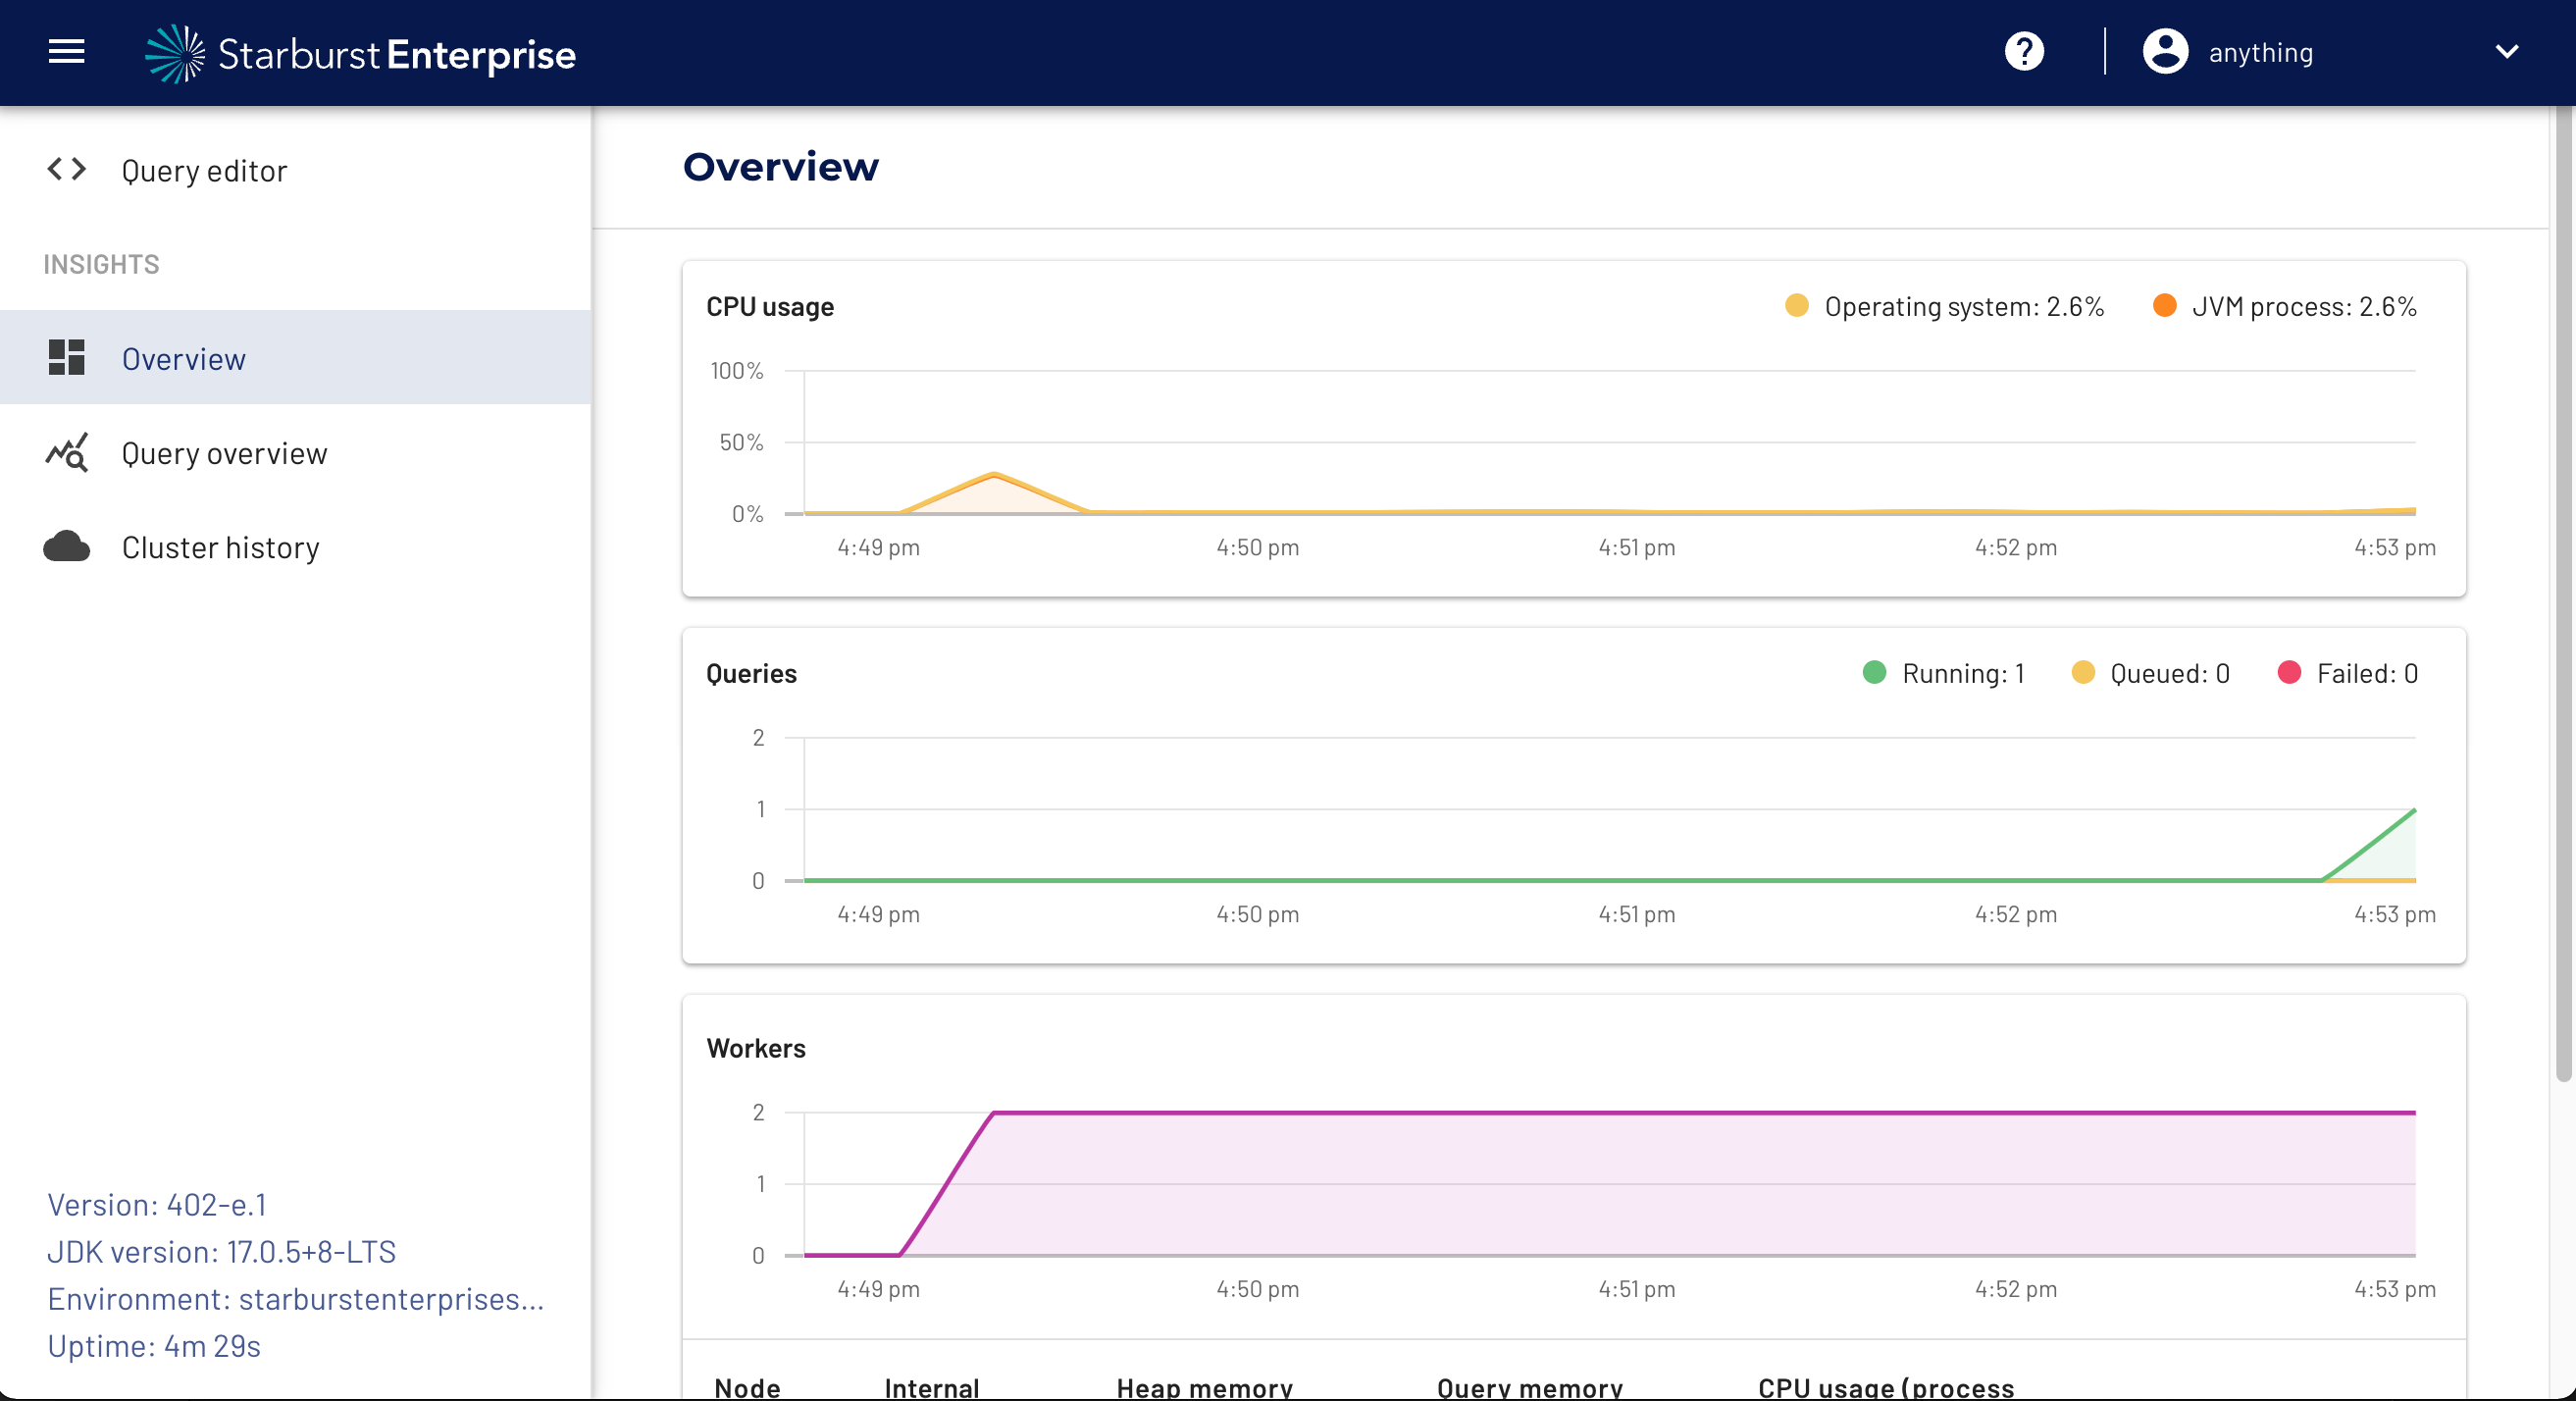 Starburst Enterprise
?
anything
Query editor
INSIGHTS
Overview
Query overview
Cluster history
Version: 402-e.1
JDK version: 17.0.5+8-LTS
Environment: starburstenterprises...
Uptime: 4m 29s
Overview
CPU usage
Operating system: 2.6%
JVM process: 2.6%
100%
50%
0%
4:49 pm 4:50 pm 4:51 pm 4:52 pm 4:53 pm
Queries
Running: 1
Queued: 0
Failed: 0
2
1
0
4:49 pm 4:50 pm 4:51 pm 4:52 pm 4:53 pm
Workers
2
1
0
4:49 pm 4:50 pm 4:51 pm 4:52 pm 4:53 pm
Node Internal Heap memory Query memory CPU usage (process